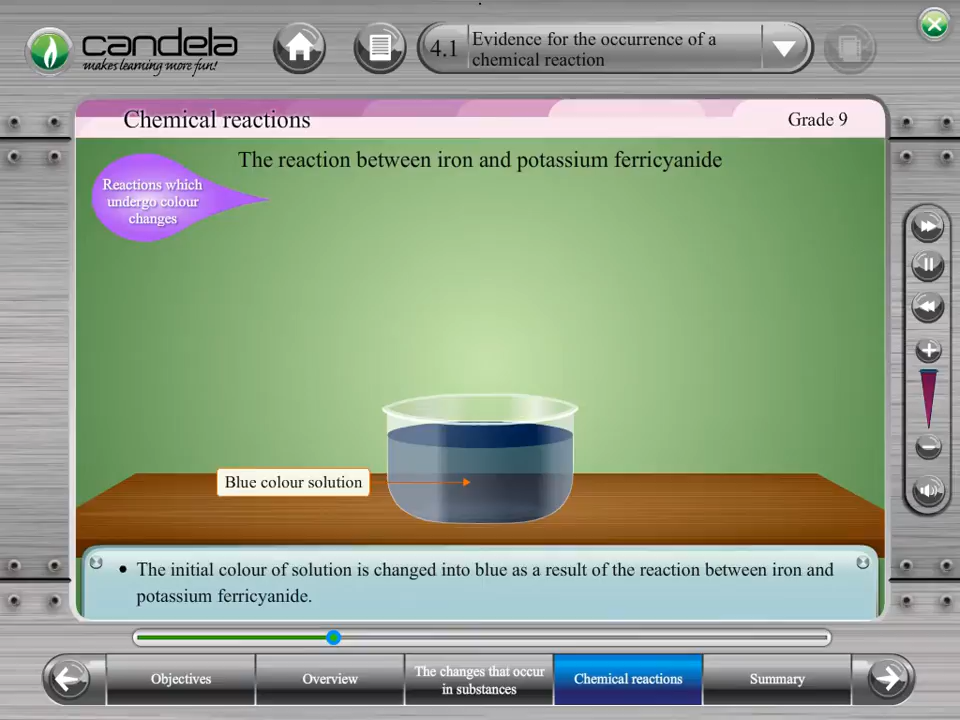 candela
makes learning more fun!
4.1
Evidence for the occurrence of a
chemical reaction
Chemical reactions
Grade 9
The reaction between iron and potassium ferricyanide
Reactions which
undergo colour
changes
Blue colour solution
• The initial colour of solution is changed into blue as a result of the reaction between iron and
potassium ferricyanide.
Objectives
Overview
The changes that occur
in substances
Chemical reactions
Summary